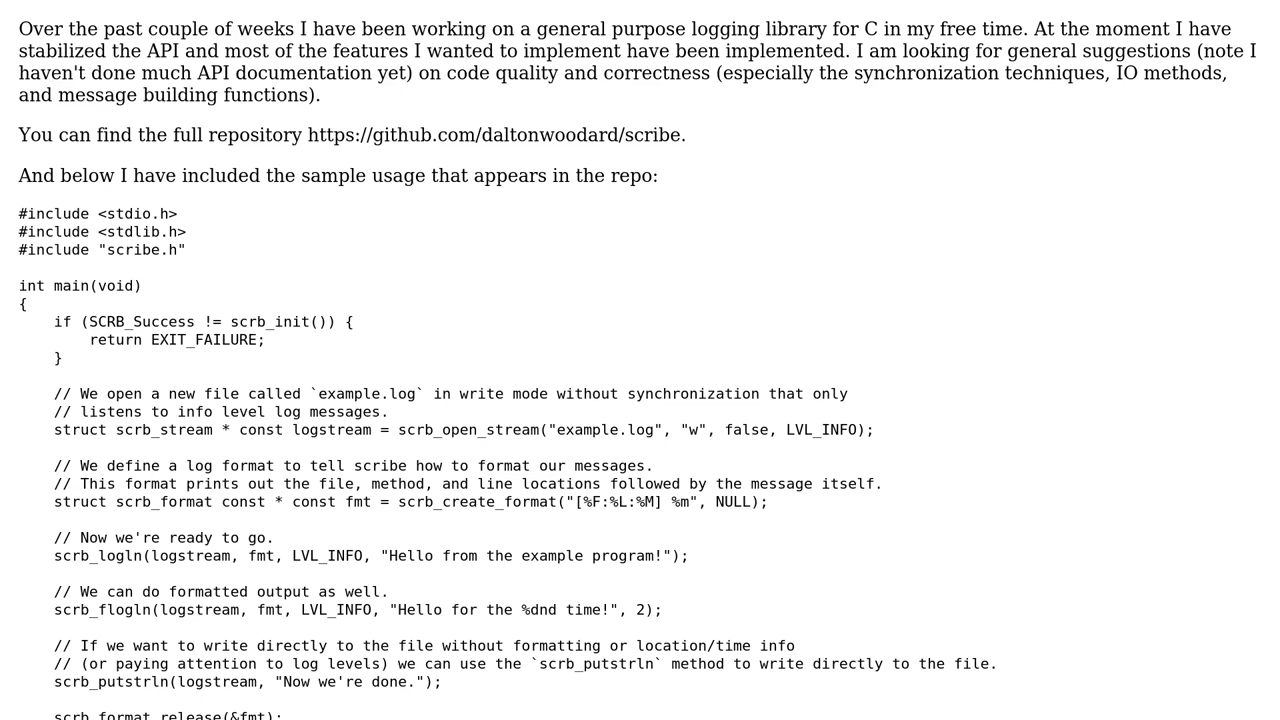 Over the past couple of weeks I have been working on a general purpose logging library for C in my free time. At the moment I have
stabilized the API and most of the features I wanted to implement have been implemented. I am looking for general suggestions (note I
haven't done much API documentation yet) on code quality and correctness (especially the synchronization techniques, IO methods,
and message building functions).
You can find the full repository https://github.com/daltonwoodard/scribe.
And below I have included the sample usage that appears in the repo:
#include <stdio.h>
#include <stdlib.h>
#include "scribe.h"
int main(void)
{
    if (SCRB_Success != scrb_init()) {
        return EXIT_FAILURE;
    }
    // We open a new file called `example.log` in write mode without synchronization that only
    // listens to info level log messages.
    struct scrb_stream * const logstream = scrb_open_stream("example.log", "w", false, LVL_INFO);
    // We define a log format to tell scribe how to format our messages.
    // This format prints out the file, method, and line locations followed by the message itself.
    struct scrb_format const * const fmt = scrb_create_format("[%F:%L:%M] %m", NULL);
    // Now we're ready to go.
    scrb_logln(logstream, fmt, LVL_INFO, "Hello from the example program!");
    // We can do formatted output as well.
    scrb_flogln(logstream, fmt, LVL_INFO, "Hello for the %dnd time!", 2);
    // If we want to write directly to the file without formatting or location/time info
    // (or paying attention to log levels) we can use the `scrb_putstrln` method to write directly to the file.
    scrb_putstrln(logstream, "Now we're done.");
    scrb_format_release(&fmt);